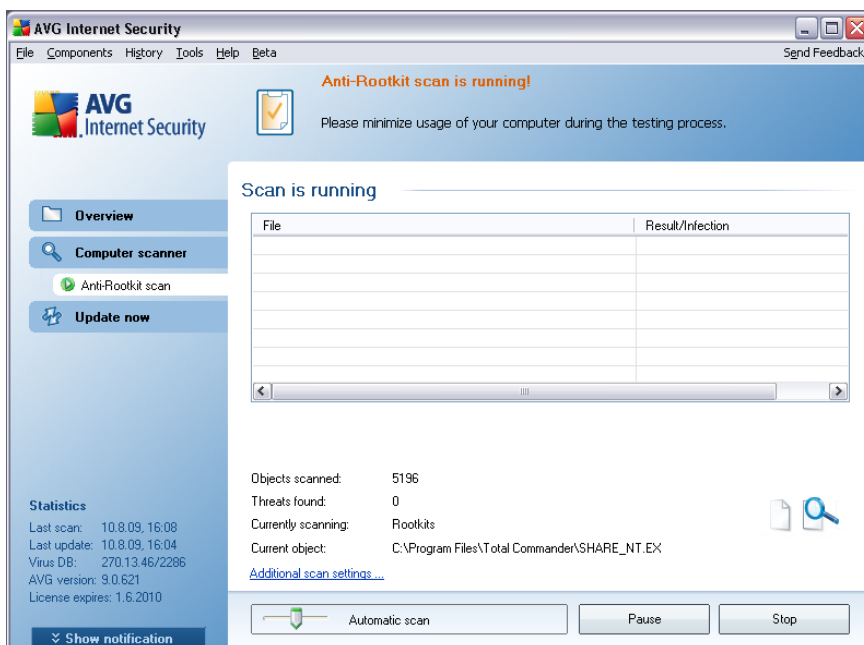 AVG Internet Security
File Components History Tools Help Beta
Send Feedback
AVG
Internet Security
Anti-Rootkit scan is running!
Please minimize usage of your computer during the testing process.
Overview
Computer scanner
Anti-Rootkit scan
Update now
Scan is running
File Result/Infection
Objects scanned: 5196
Threats found: 0
Currently scanning: Rootkits
Current object: C:\Program Files\Total Commander\SHARE_NT.EX
Additional scan settings ...
Statistics
Last scan: 10.8.09, 16:08
Last update: 10.8.09, 16:04
Virus DB: 270.13.46/2286
AVG version: 9.0.621
License expires: 1.6.2010
Show notification
Automatic scan
Pause
Stop